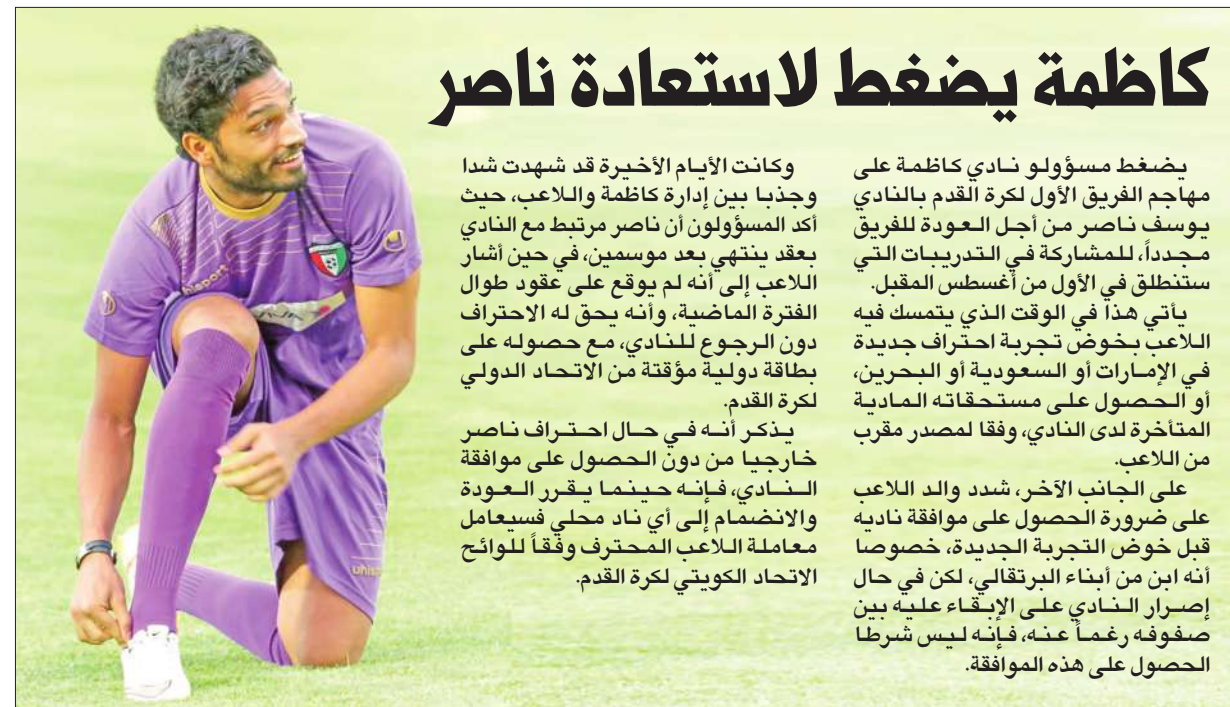 كاظمة يضغط لاستعادة ناصر
يضغط مسؤولو نادي كاظمة على
مهاجم الفريق الأول لكرة القدم بالنادي
يوسف ناصر من أجل العودة للفريق
مجدداً، للمشاركة في التدريبات التي
ستنطلق في الأول من أغسطس المقبل.
يأتي هذا في الوقت الذي يتمسك فيه
اللاعب بخوض تجربة احتراف جديدة
في الإمارات أو السعودية أو البحرين،
أو الحصول على مستحقاته المادية
المتأخرة لدى النادي، وفقا لمصدر مقرب
من اللاعب.
على الجانب الآخر، شدد والد اللاعب
على ضرورة الحصول على موافقة ناديه
قبل خوض التجربة الجديدة، خصوصا
أنه ابن من أبناء البرتقالي، لكن في حال
إصرار النادي على الإبقاء عليه بين
صفوفه رغماً عنه، فإنه ليس شرطا
الحصول على هذه الموافقة.
وكانت الأيام الأخيرة قد شهدت شدا
وجذبا بين إدارة كاظمة واللاعب، حيث
أكد المسؤولون أن ناصر مرتبط مع النادي
بعقد ينتهي بعد موسمين، في حين أشار
اللاعب إلى أنه لم يوقع على عقود طوال
الفترة الماضية، وأنه يحق له الاحتراف
دون الرجوع للنادي، مع حصوله على
بطاقة دولية مؤقتة من الاتحاد الدولي
لكرة القدم.
يذكر أنه في حال احتراف ناصر
خارجيا من دون الحصول على موافقة
النادي، فإنه حينما يقرر العودة
والانضمام إلى أي ناد محلي فسيعامل
معاملة اللاعب المحترف وفقاً للوائح
الاتحاد الكويتي لكرة القدم.
uhlsport